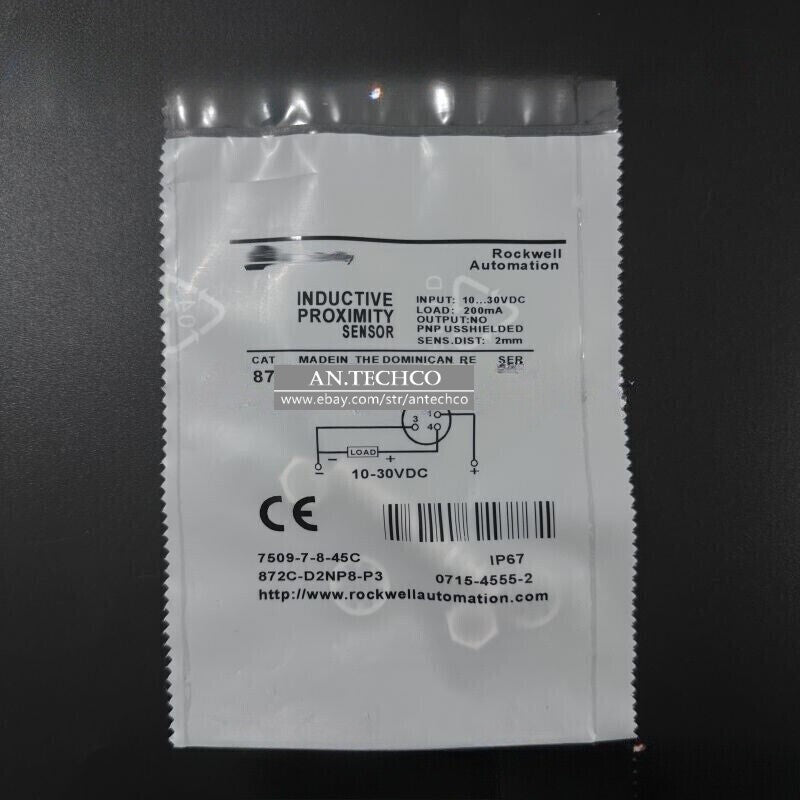 Rockwell
Automation
INDUCTIVE
PROXIMITY
SENSOR
INPUT: 10...30VDC
LOAD: 200mA
OUTPUT:NO
PNP USSHIELDED
SENS.DIST: 2mm
CAT MADEIN THE DOMINICAN RE SER
87
AN.TECHCO
www.ebay.com/str/antechco
1
3
4
LOAD
- +
- 10-30VDC +
CE
7509-7-8-45C IP67
872C-D2NP8-P3 0715-4555-2
http://www.rockwellautomation.com